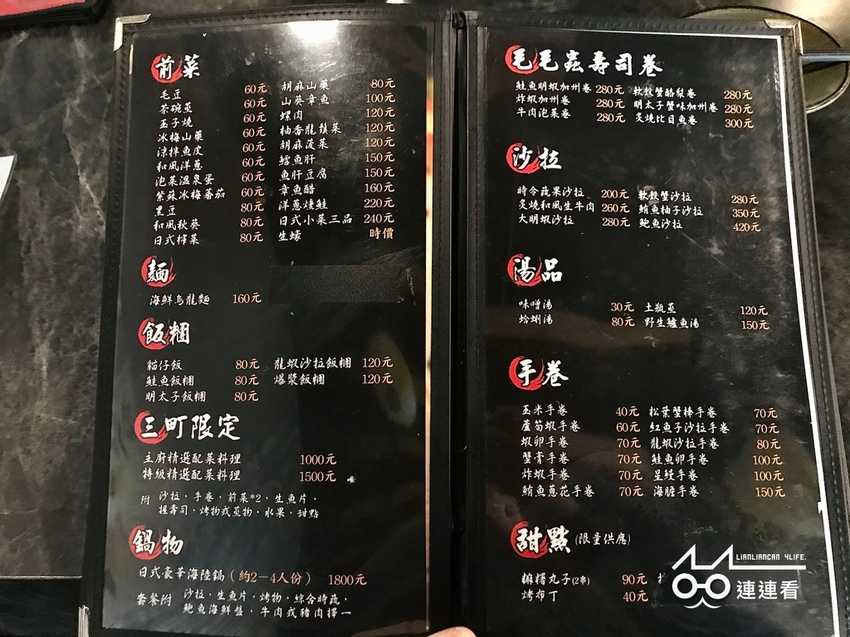 前菜
毛豆 60元
茶碗蒸 60元
玉子燒 60元
冰梅山藥 60元
涼拌魚皮 60元
和風洋蔥 60元
泡菜溫泉蛋 60元
紫蘇冰梅番茄 60元
黑豆 80元
和風秋葵 80元
日式榨菜 80元
胡麻山藥 80元
山葵章魚 100元
螺肉 120元
柚香龍鬚菜 120元
胡麻菠菜 120元
鱈魚肝 150元
魚肝豆腐 150元
章魚醋 160元
洋蔥燻鮭 220元
日式小菜三品 240元
生蠔 時價
麵
海鮮烏龍麵 160元
飯糰
貓仔飯 80元
鮭魚飯糰 80元
明太子飯糰 80元
龍蝦沙拉飯糰 120元
爆漿飯糰 120元
三町限定
主廚精選配菜料理 1000元
特級精選配菜料理 1500元
附 沙拉，手卷，前菜*2，生魚片，
握壽司，烤物或蒸物，水果，甜點
鍋物
日式豪華海陸鍋（約2－4人份） 1800元
套餐附 沙拉，生魚片，烤物，綜合時蔬，
鮑魚海鮮盤，牛肉或豬肉擇一
毛毛蟲壽司卷
鮭魚明蝦加州卷 280元
炸蝦加州卷 280元
牛肉泡菜卷 280元
軟殼蟹酪梨卷 280元
明太子蟹味加州卷 280元
炙燒比目魚卷 300元
沙拉
時令蔬果沙拉 200元
炙燒和風生牛肉 260元
大明蝦沙拉 280元
軟殼蟹沙拉 280元
鮪魚柚子沙拉 350元
鮑魚沙拉 420元
湯品
味噌湯 30元
蛤蜊湯 80元
土瓶蒸 120元
野生鱸魚湯 150元
手卷
玉米手卷 40元
蘆筍蝦手卷 60元
蝦卵手卷 70元
蟹膏手卷 70元
炸蝦手卷 70元
鮪魚蔥花手卷 70元
松葉蟹棒手卷 70元
紅魚子沙拉手卷 70元
龍蝦沙拉手卷 80元
鮭魚卵手卷 100元
星鰻手卷 100元
海膽手卷 150元
甜點(限量供應)
麻糬丸子(2串) 90元
烤布丁 40元
LIANLIANCAN 4LIFE.
連連看